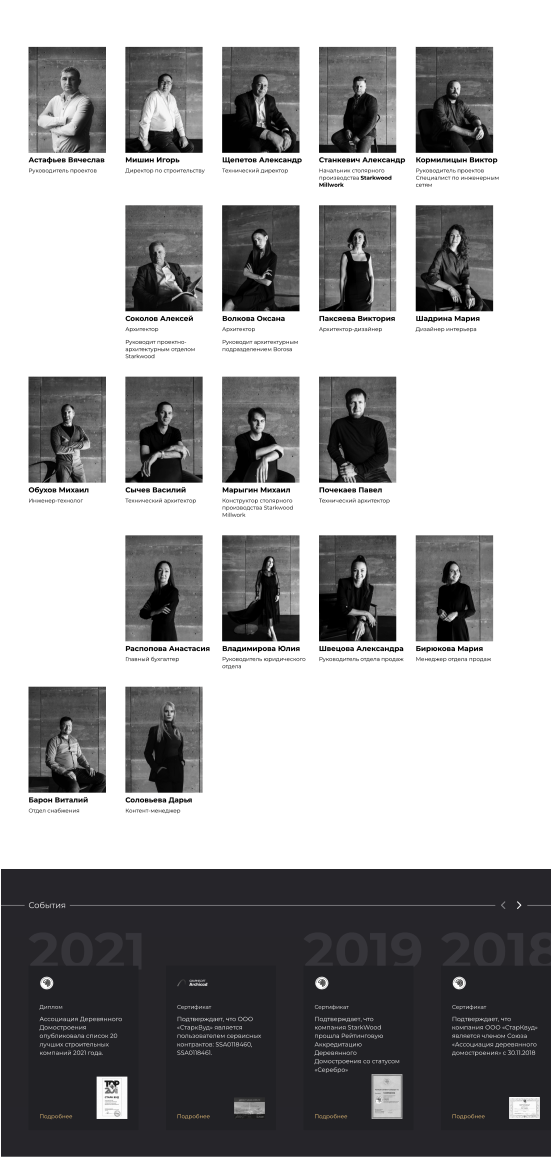 Астафьев Вячеслав
Руководитель проектов
Мишин Игорь
Директор по строительству
Щепетов Александр
Технический директор
Станкевич Александр
Начальник столярного
производства Starkwood
Millwork
Кормилицын Виктор
Руководитель проектов
Специалист по инженерным
сетям
Соколов Алексей
Архитектор
Руководит проектно-
архитектурным отделом
Starkwood
Волкова Оксана
Архитектор
Руководит архитектурным
подразделением Borosa
Паксяева Виктория
Архитектор-дизайнер
Шадрина Мария
Дизайнер интерьера
Обухов Михаил
Инженер-технолог
Сычев Василий
Технический архитектор
Марыгин Михаил
Конструктор столярного
производства Starkwood
Millwork
Почекаев Павел
Технический архитектор
Распопова Анастасия
Главный бухгалтер
Владимирова Юлия
Руководитель юридического
отдела
Швецова Александра
Руководитель отдела продаж
Бирюкова Мария
Менеджер отдела продаж
Барон Виталий
Отдел снабжения
Соловьева Дарья
Контент-менеджер
События
2021
Диплом
Ассоциация Деревянного
Домостроения
опубликовала список 20
лучших строительных
компаний 2021 года.
TOP
Подробнее
Archicad
Сертификат
Подтверждает, что ООО
«СтаркВуд» является
пользователем сервисных
контрактов: SSA0118460,
SSA0118461.
Подробнее
2019
Сертификат
Подтверждает, что
компания StarkWood
прошла Рейтинговую
Аккредитацию
Деревянного
Домостроения со статусом
«Серебро»
Подробнее
2018
Сертификат
Подтверждает, что
компания ООО «СтарКвуд»
является членом Союза
«Ассоциация деревянного
домостроения» с 30.11.2018
Подробнее